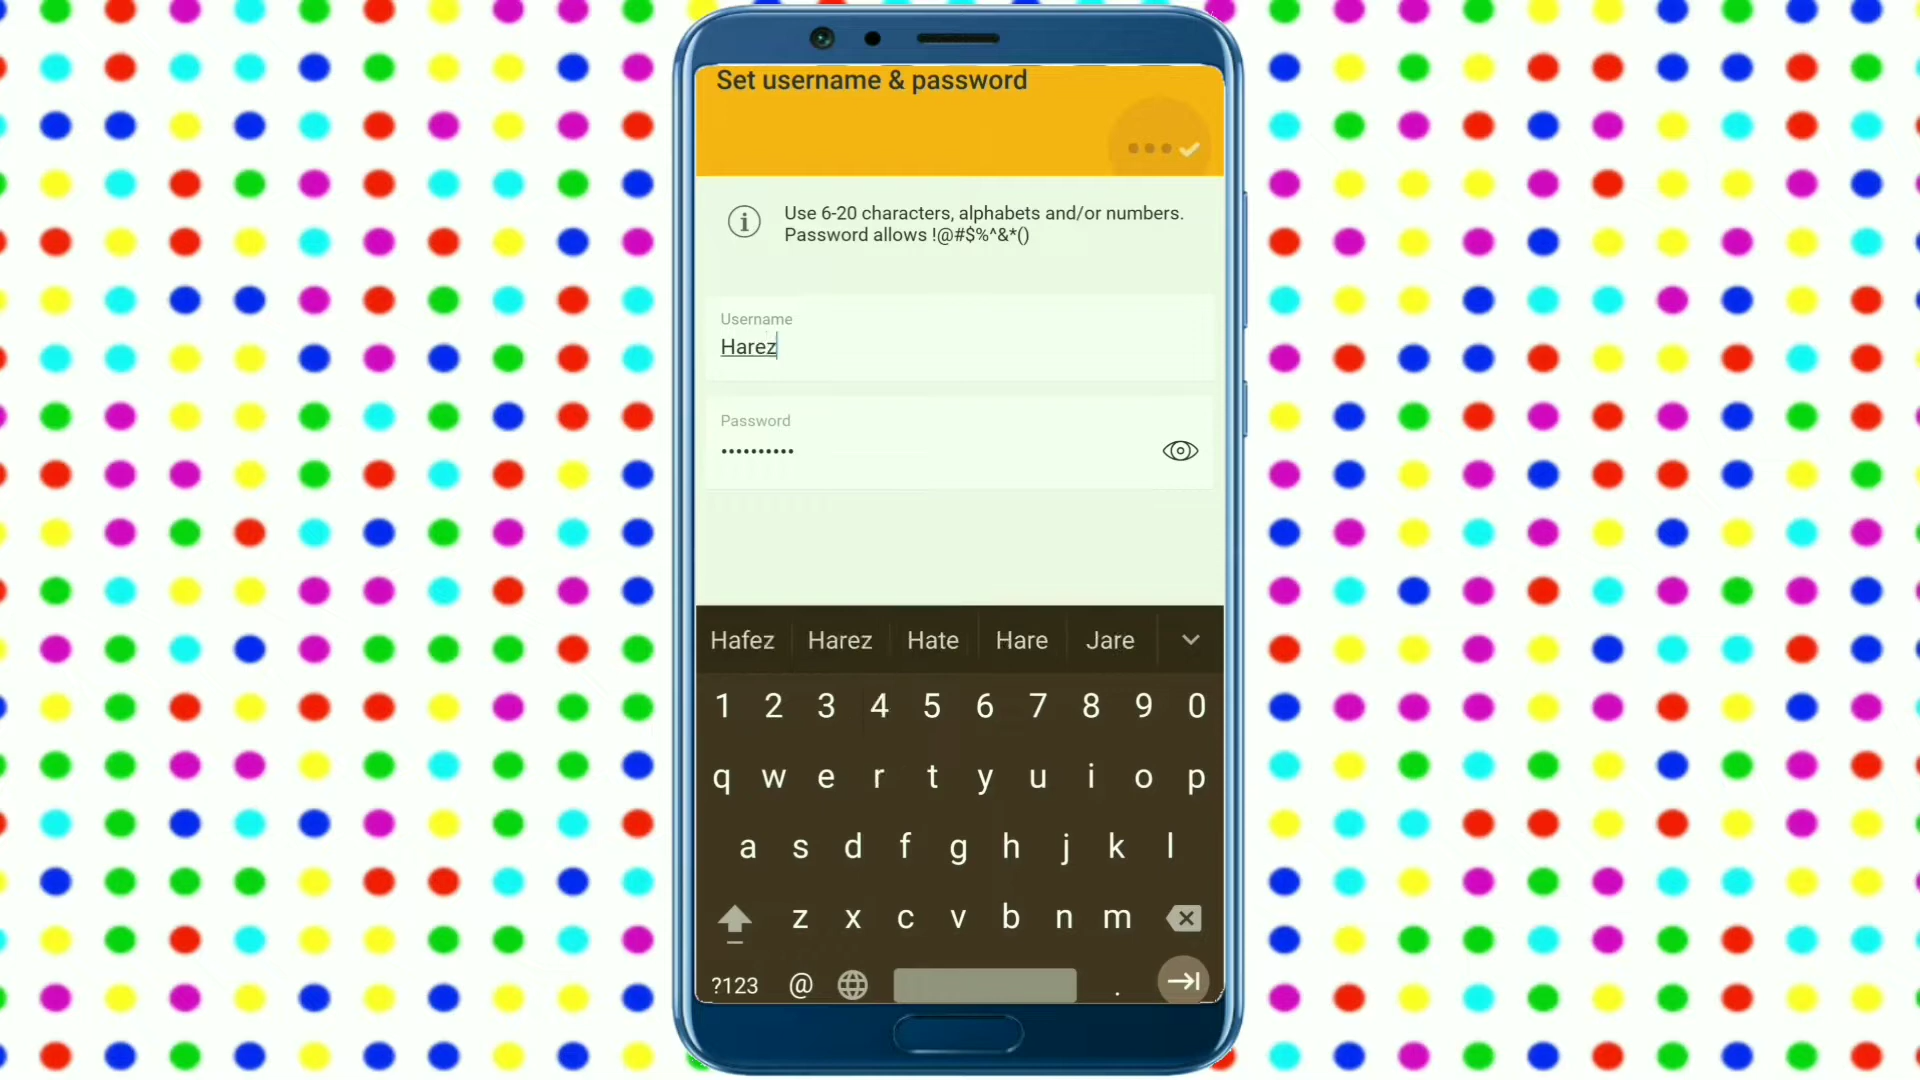 Set username & password
Use 6-20 characters, alphabets and/or numbers.
Password allows !@#$%^&*()
Username
Harez
Password
••••••••••
Hafez Harez Hate Hare Jare
1 2 3 4 5 6 7 8 9 0
q w e r t y u i o p
a s d f g h j k l
z x c v b n m
?123 @ .